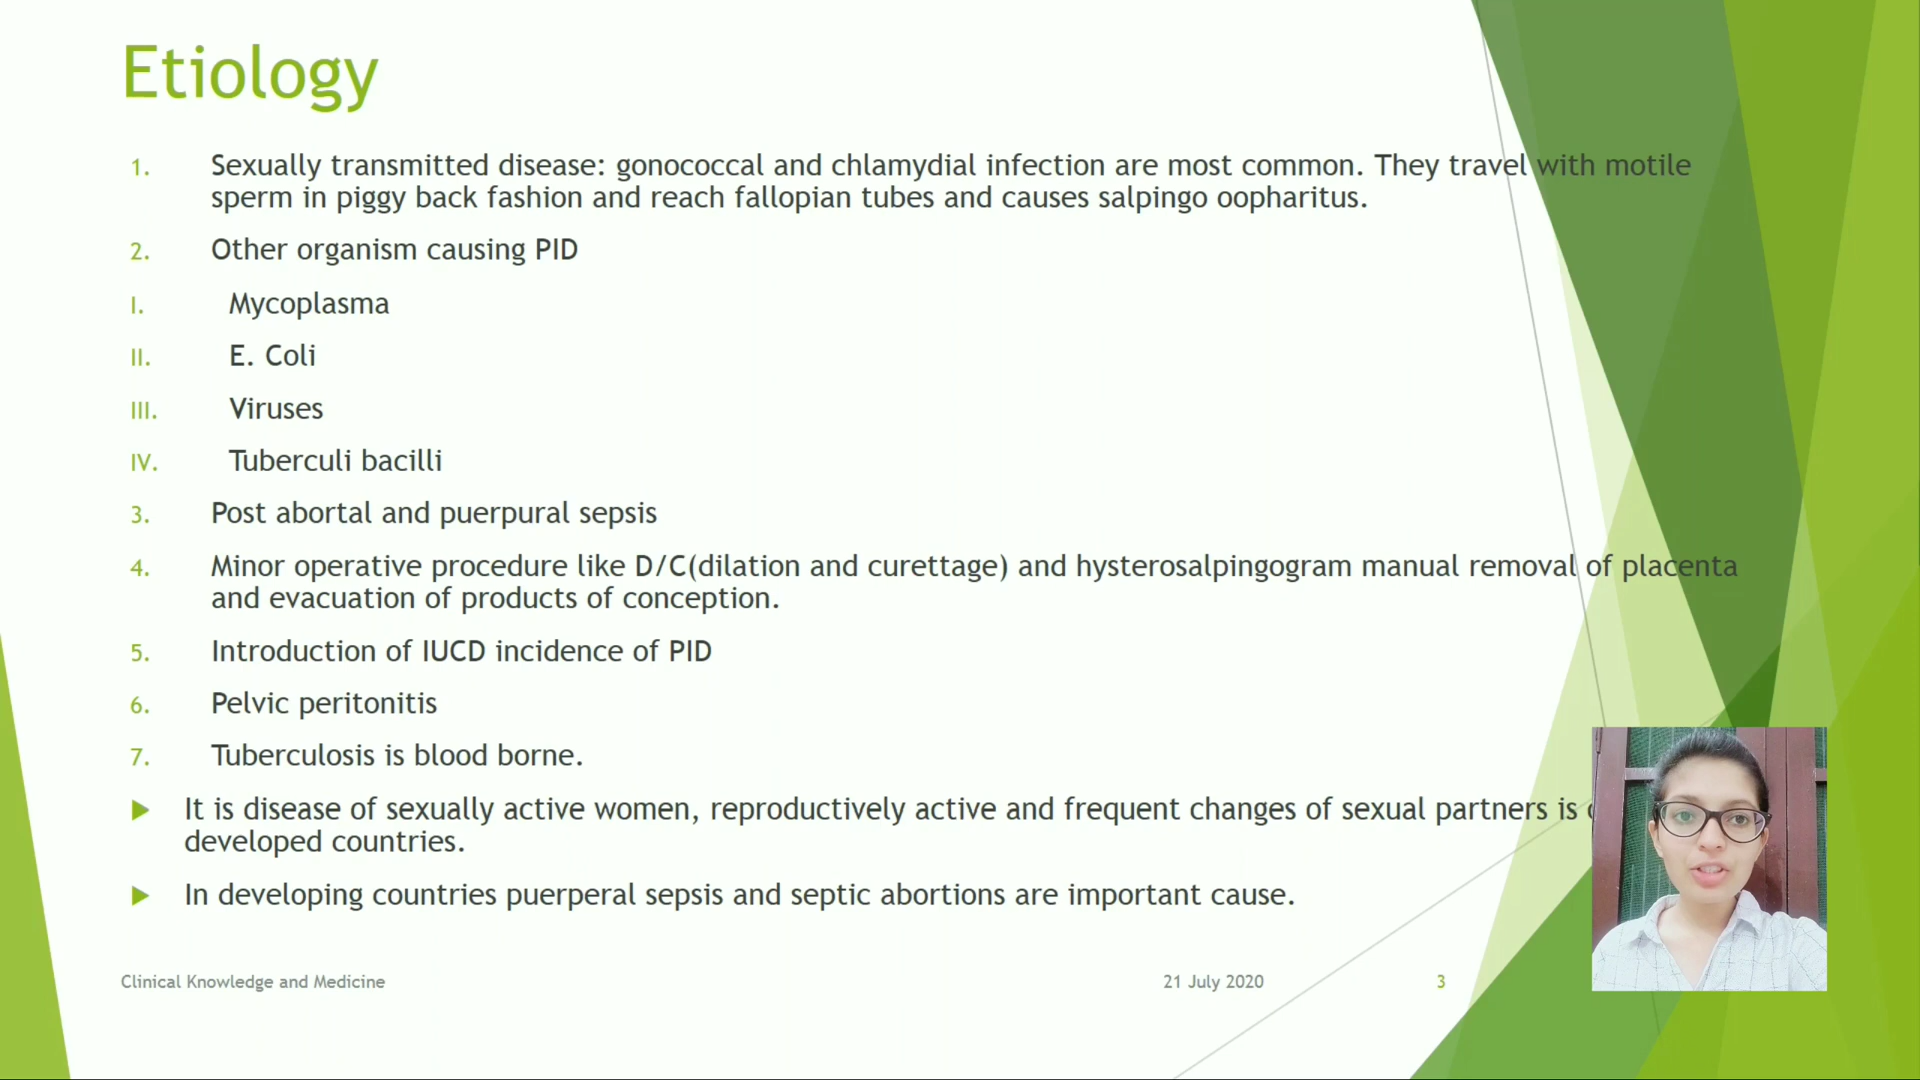 Etiology
1. Sexually transmitted disease: gonococcal and chlamydial infection are most common. They travel with motile
sperm in piggy back fashion and reach fallopian tubes and causes salpingo oopharitus.
2. Other organism causing PID
I. Mycoplasma
II. E. Coli
III. Viruses
IV. Tuberculi bacilli
3. Post abortal and puerpural sepsis
4. Minor operative procedure like D/C(dilation and curettage) and hysterosalpingogram manual removal of placenta
and evacuation of products of conception.
5. Introduction of IUCD incidence of PID
6. Pelvic peritonitis
7. Tuberculosis is blood borne.
It is disease of sexually active women, reproductively active and frequent changes of sexual partners is
developed countries.
In developing countries puerperal sepsis and septic abortions are important cause.
Clinical Knowledge and Medicine
21 July 2020
3